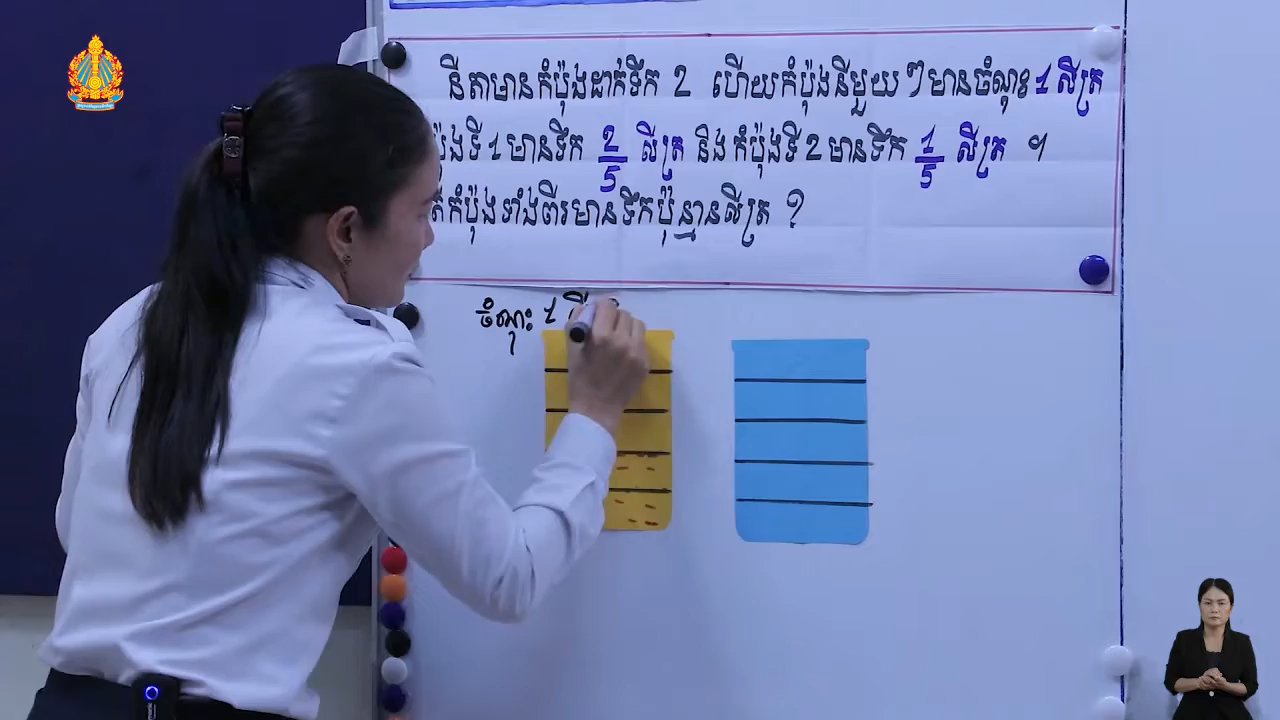 នីតាមានកំប៉ុងដាក់ទឹក 2 ហើយកំប៉ុងនីមួយៗមានចំណុះ 1 លីត្រ
ប៉ុងទី 1 មានទឹក 2/5 លីត្រ និងកំប៉ុងទី 2 មានទឹក 1/5 លីត្រ ។
កំប៉ុងទាំងពីរមានទឹកប៉ុន្មានលីត្រ ?
ចំណុះ 1